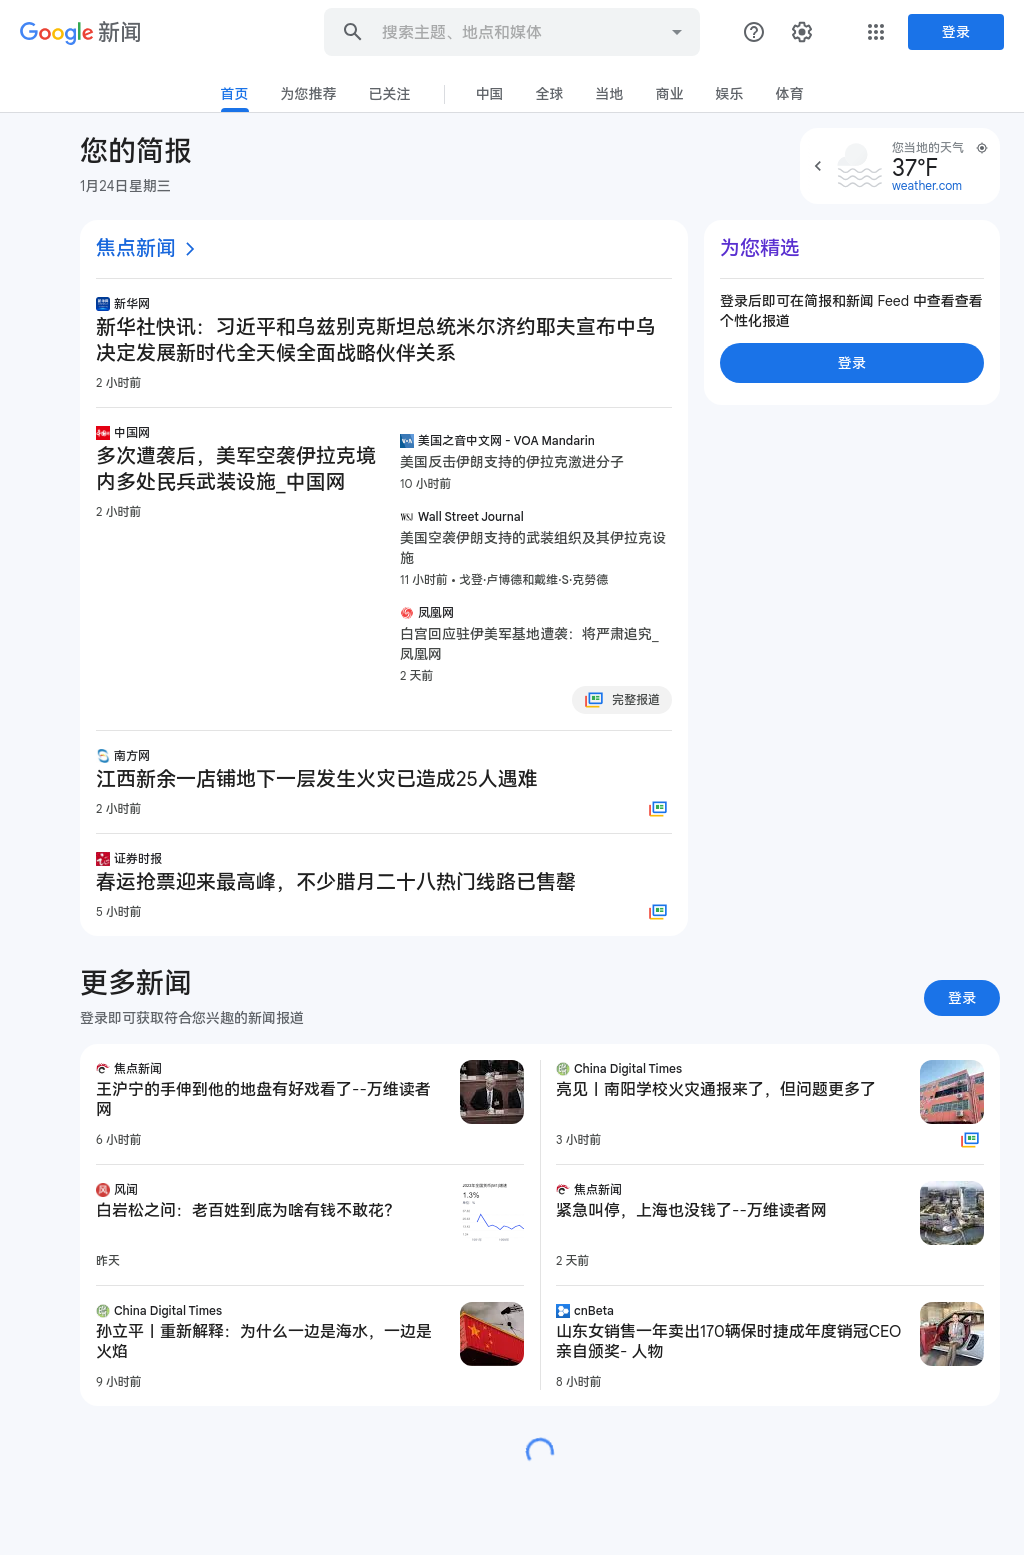 Google 新闻
搜索主题、地点和媒体
登录
首页
为您推荐
已关注
中国
全球
当地
商业
娱乐
体育
您的简报
1月24日星期三
您当地的天气
37°F
weather.com
焦点新闻
新华网
新华社快讯：习近平和乌兹别克斯坦总统米尔济约耶夫宣布中乌
决定发展新时代全天候全面战略伙伴关系
2 小时前
中国网
多次遭袭后，美军空袭伊拉克境
内多处民兵武装设施_中国网
2 小时前
美国之音中文网 - VOA Mandarin
美国反击伊朗支持的伊拉克激进分子
10 小时前
WSJ Wall Street Journal
美国空袭伊朗支持的武装组织及其伊拉克设
施
11 小时前 • 戈登·卢博德和戴维·S·克劳德
凤凰网
白宫回应驻伊美军基地遭袭：将严肃追究_
凤凰网
2 天前
完整报道
南方网
江西新余一店铺地下一层发生火灾已造成25人遇难
2 小时前
证券时报
春运抢票迎来最高峰，不少腊月二十八热门线路已售罄
5 小时前
为您精选
登录后即可在简报和新闻 Feed 中查看查看
个性化报道
登录
更多新闻
登录即可获取符合您兴趣的新闻报道
登录
焦点新闻
王沪宁的手伸到他的地盘有好戏看了--万维读者
网
6 小时前
China Digital Times
亮见丨南阳学校火灾通报来了，但问题更多了
3 小时前
风 风闻
白岩松之问：老百姓到底为啥有钱不敢花？
昨天
1.3%
焦点新闻
紧急叫停，上海也没钱了--万维读者网
2 天前
China Digital Times
孙立平丨重新解释：为什么一边是海水，一边是
火焰
9 小时前
cnBeta
山东女销售一年卖出170辆保时捷成年度销冠CEO
亲自颁奖- 人物
8 小时前